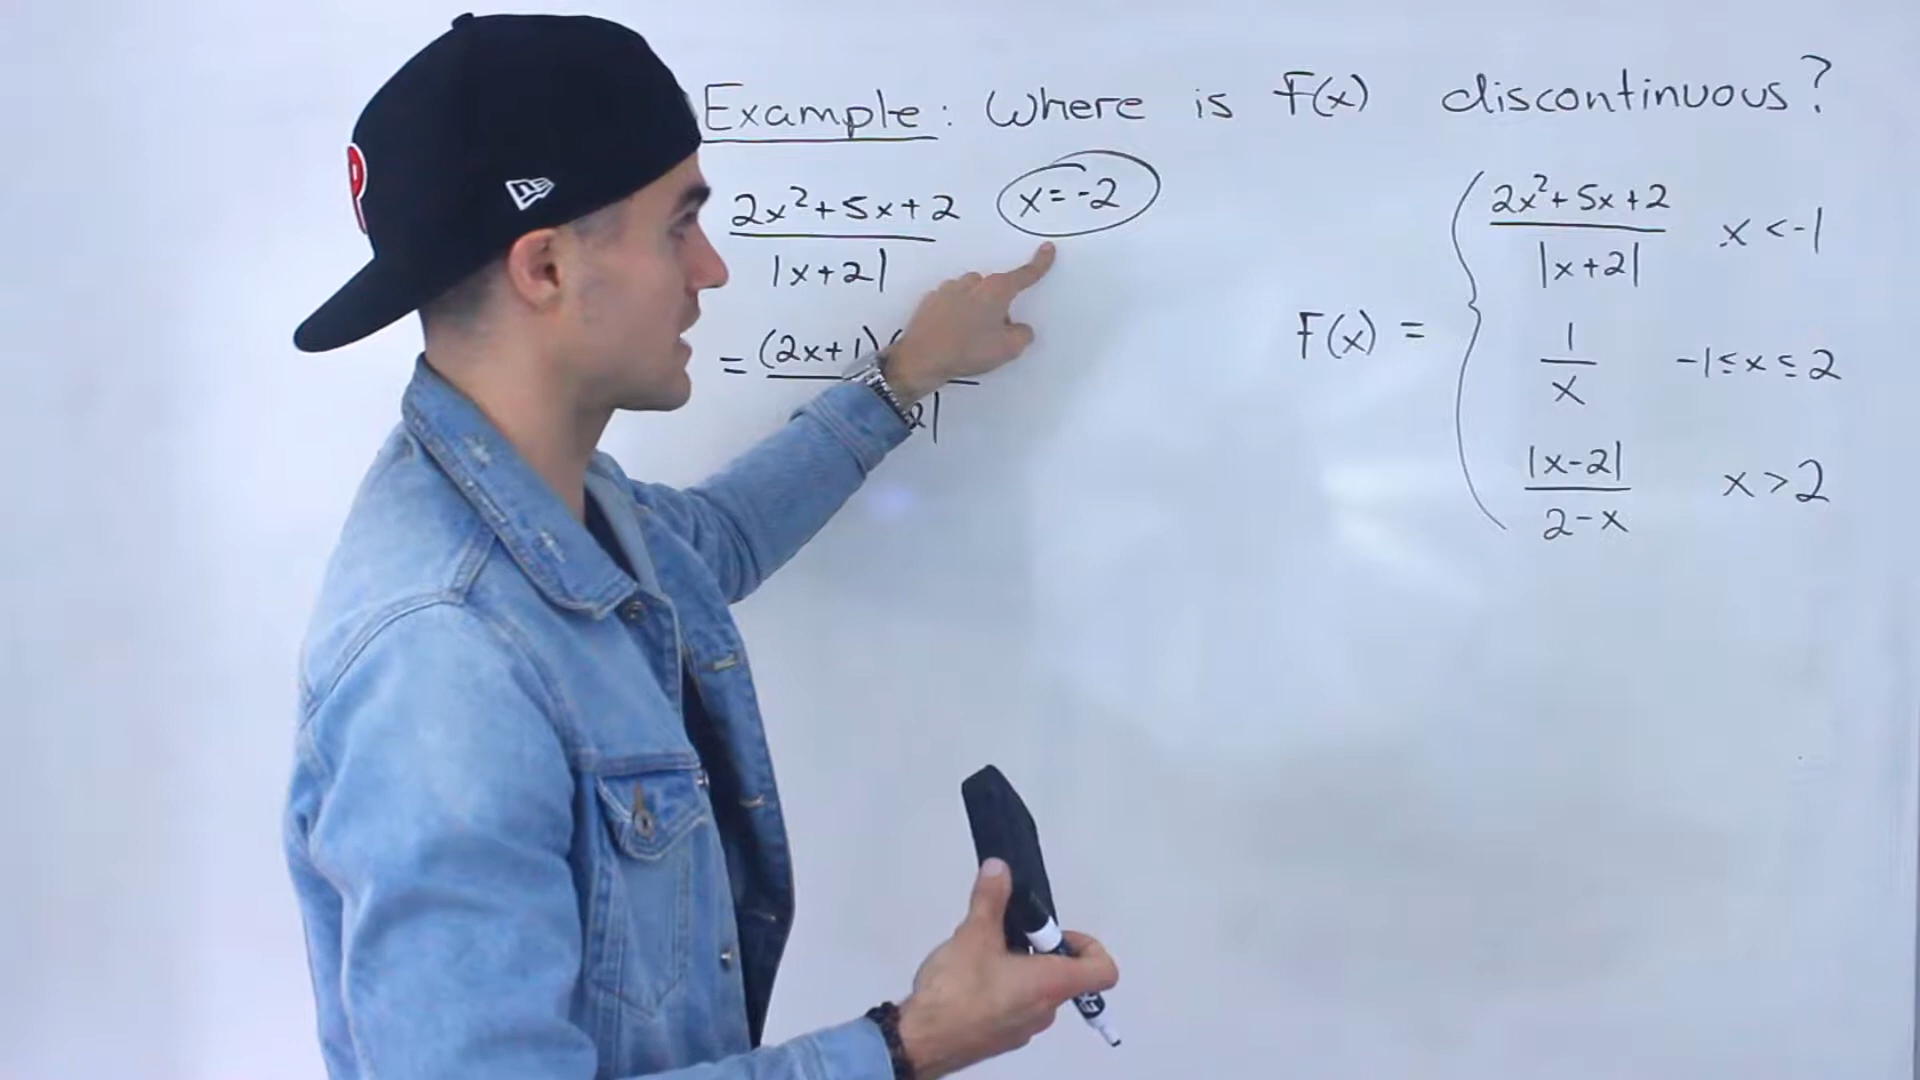 Example: Where is F(x) discontinuous?
2x²+5x+2
|x+2|
x=-2
= (2x+1)(
2|
F(x) =
2x²+5x+2
|x+2|
x < -1
1
x
-1 ≤ x ≤ 2
|x-2|
2-x
x > 2
P